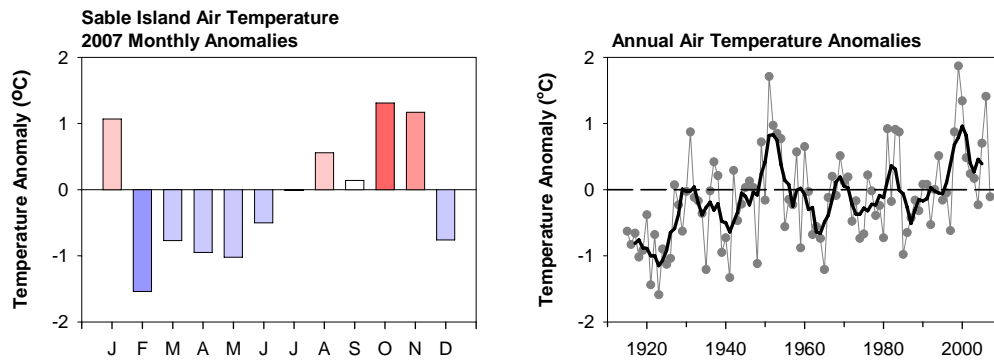 Sable Island Air Temperature
2007 Monthly Anomalies
Temperature Anomaly (ºC)
2
1
0
-1
-2
J F M A M J J A S O N D
Annual Air Temperature Anomalies
Temperature Anomaly (°C)
2
1
0
-1
-2
1920 1940 1960 1980 2000